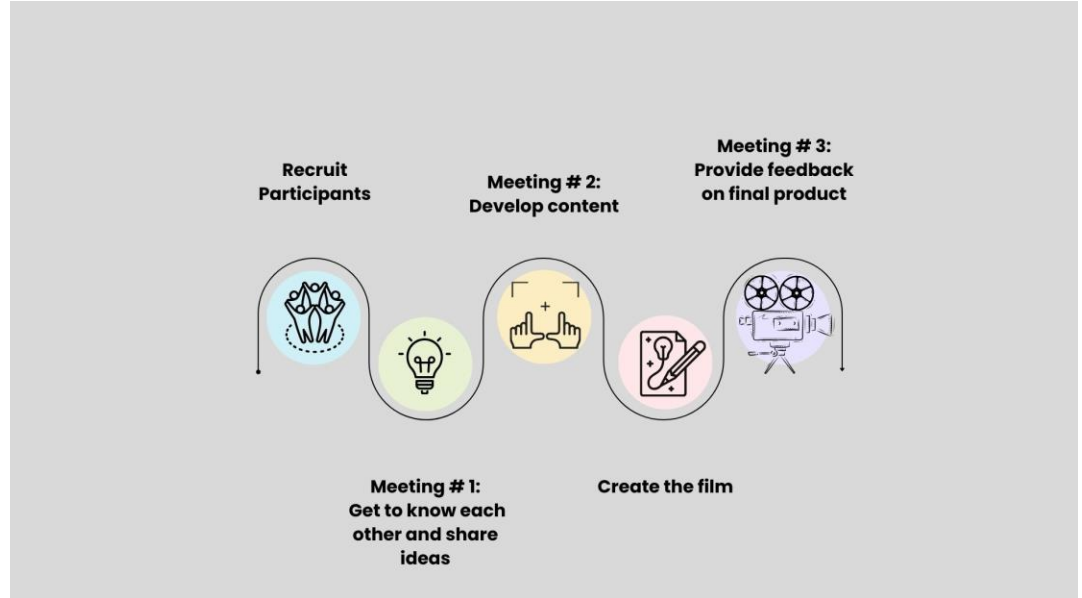 Recruit
Participants
Meeting # 1:
Get to know each
other and share
ideas
Meeting # 2:
Develop content
Create the film
Meeting # 3:
Provide feedback
on final product